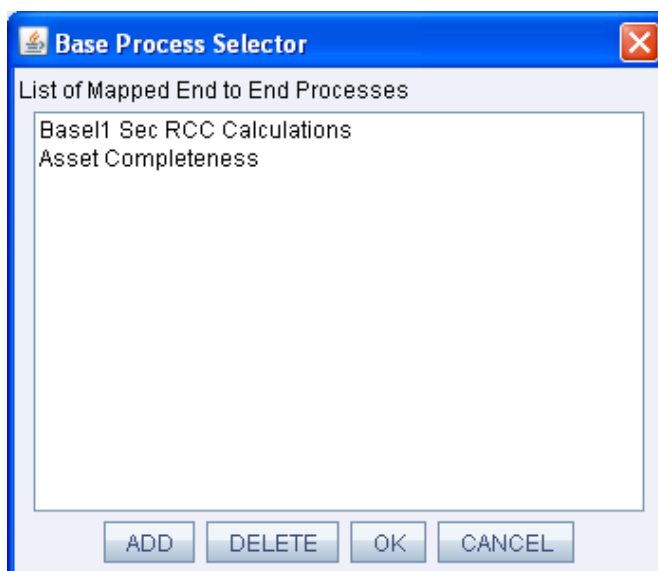 Base Process Selector
List of Mapped End to End Processes
Basel1 Sec RCC Calculations
Asset Completeness
ADD DELETE OK CANCEL